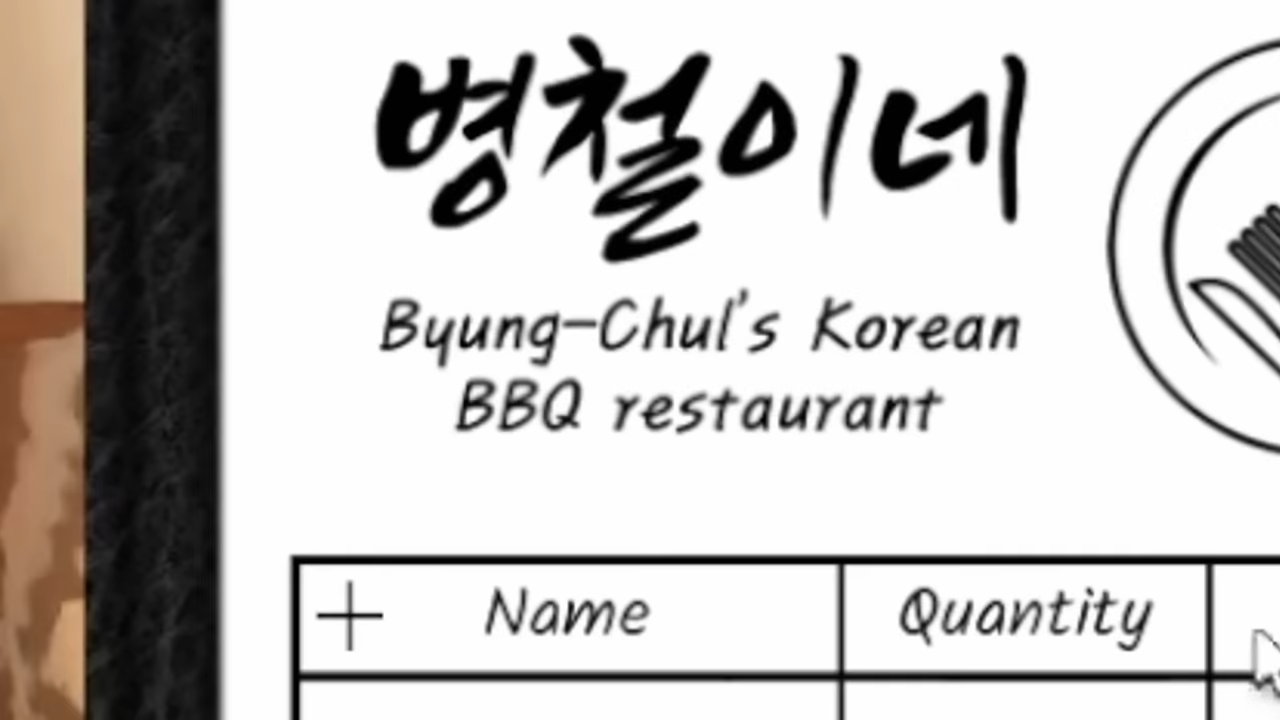 병철이네
Byung-Chul's Korean
BBQ restaurant
Name Quantity